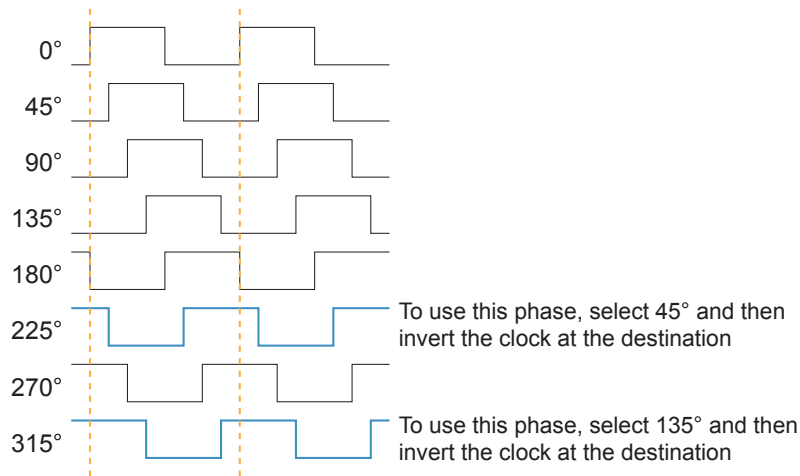 0°
45°
90°
135°
180°
225°
To use this phase, select 45° and then
invert the clock at the destination
270°
315°
To use this phase, select 135° and then
invert the clock at the destination